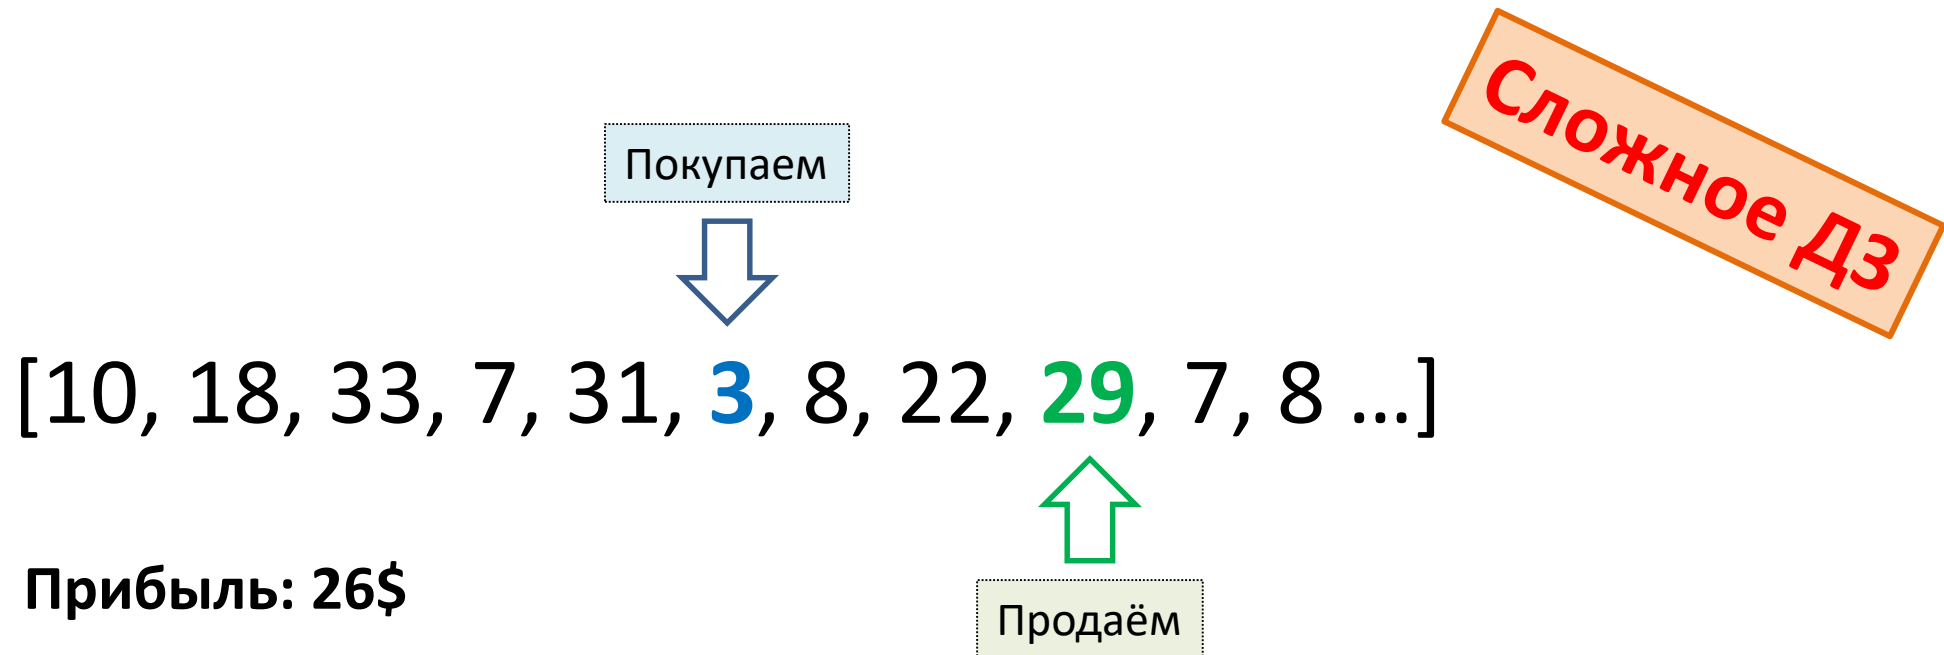 Сложное ДЗ
Покупаем
[10, 18, 33, 7, 31, 3, 8, 22, 29, 7, 8 ...]
Прибыль: 26$
Продаём